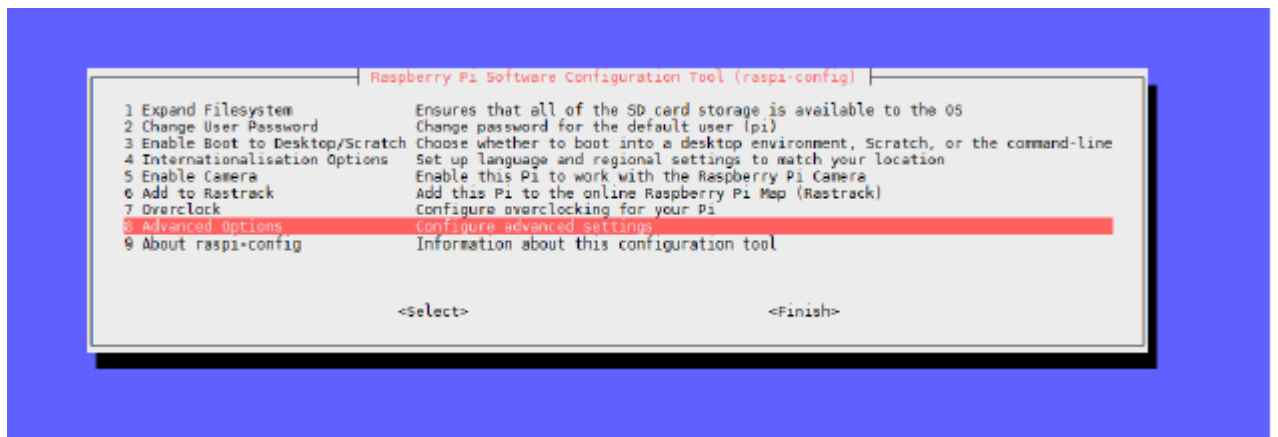 Raspberry Pi Software Configuration Tool (raspi-config)
1 Expand Filesystem Ensures that all of the SD card storage is available to the OS
2 Change User Password Change password for the default user (pi)
3 Enable Boot to Desktop/Scratch Choose whether to boot into a desktop environment, Scratch, or the command-line
4 Internationalisation Options Set up language and regional settings to match your location
5 Enable Camera Enable this Pi to work with the Raspberry Pi Camera
6 Add to Rastrack Add this Pi to the online Raspberry Pi Map (Rastrack)
7 Overclock Configure overclocking for your Pi
8 Advanced Options Configure advanced settings
9 About raspi-config Information about this configuration tool
<Select> <Finish>